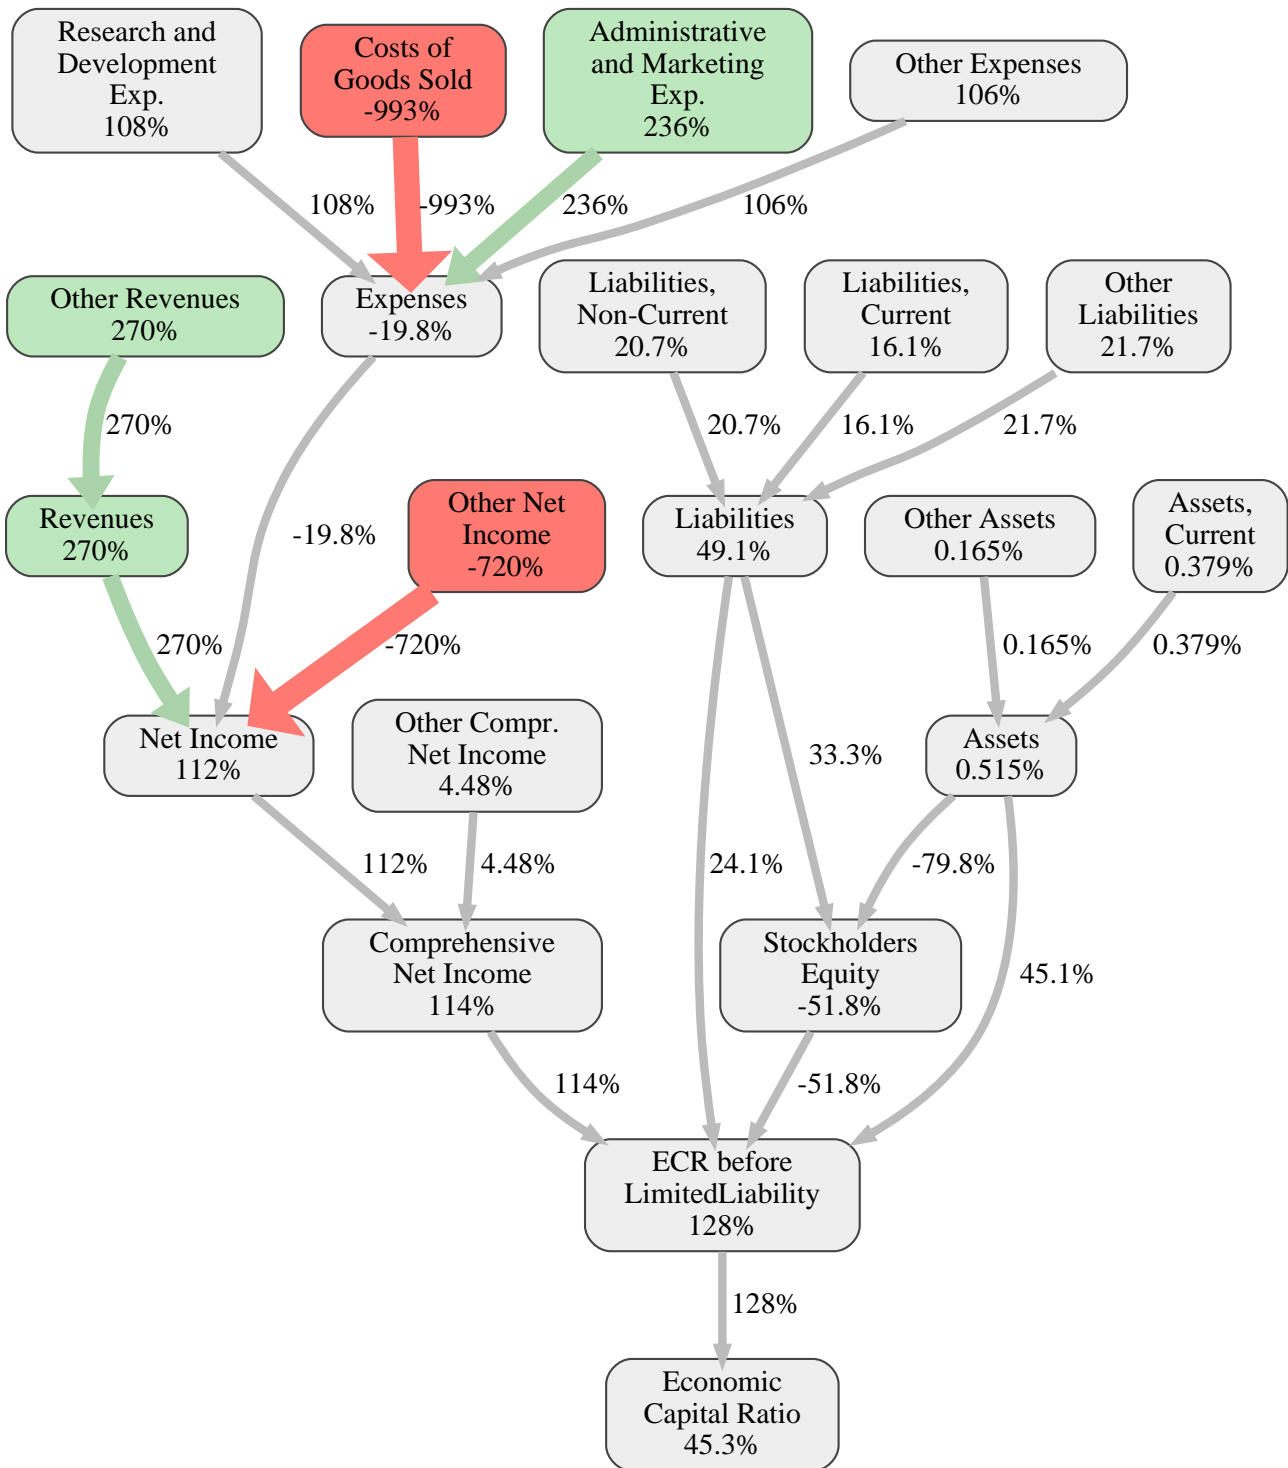 Research and
Development
Exp.
108%
Costs of
Goods Sold
-993%
Administrative
and Marketing
Exp.
236%
Other Expenses
106%
108%
-993%
236%
106%
Other Revenues
270%
Expenses
-19.8%
Liabilities,
Non-Current
20.7%
Liabilities,
Current
16.1%
Other
Liabilities
21.7%
270%
20.7%
16.1%
21.7%
Revenues
270%
-19.8%
Other Net
Income
-720%
Liabilities
49.1%
Other Assets
0.165%
Assets,
Current
0.379%
270%
-720%
0.165%
0.379%
Net Income
112%
Other Compr.
Net Income
4.48%
33.3%
Assets
0.515%
112%
4.48%
24.1%
-79.8%
Comprehensive
Net Income
114%
Stockholders
Equity
-51.8%
45.1%
114%
-51.8%
ECR before
LimitedLiability
128%
128%
Economic
Capital Ratio
45.3%